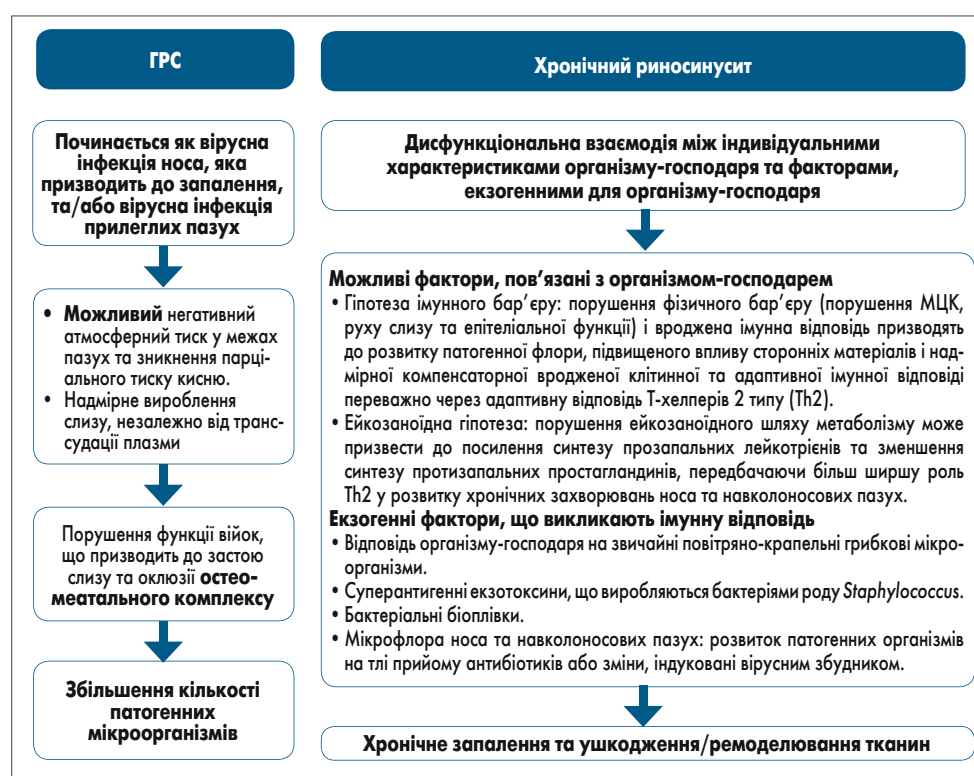 ГРС
Починається як вірусна
інфекція носа, яка
призводить до запалення,
та/або вірусна інфекція
прилеглих пазух
• Можливий негативний
атмосферний тиск у межах
пазух та зникнення парці-
ального тиску кисню.
• Надмірне вироблення
слизу, незалежно від транс-
судації плазми
Порушення функції війок,
що призводить до застою
слизу та оклюзії остео-
меатального комплексу
Збільшення кількості
патогенних
мікроорганізмів
Хронічний риносинусит
Дисфункціональна взаємодія між індивідуальними
характеристиками організму-господаря та факторами,
екзогенними для організму-господаря
Можливі фактори, пов’язані з організмом-господарем
• Гіпотеза імунного бар’єру: порушення фізичного бар’єру (порушення МЦК,
руху слизу та епітеліальної функції) і вроджена імунна відповідь призводять
до розвитку патогенної флори, підвищеного впливу сторонніх матеріалів і над-
мірної компенсаторної вродженої клітинної та адаптивної імунної відповіді
переважно через адаптивну відповідь Т-хелперів 2 типу (Th2).
• Ейкозаноїдна гіпотеза: порушення ейкозаноїдного шляху метаболізму може
призвести до посилення синтезу прозапальних лейкотрієнів та зменшення
синтезу протизапальних простагландинів, передбачаючи більш ширшу роль
Th2 у розвитку хронічних захворювань носа та навколоносових пазух.
Екзогенні фактори, що викликають імунну відповідь
• Відповідь організму-господаря на звичайні повітряно-крапельні грибкові мікро-
організми.
• Суперантигенні екзотоксини, що виробляються бактеріями роду Staphylococcus.
• Бактеріальні біоплівки.
• Мікрофлора носа та навколоносових пазух: розвиток патогенних організмів
на тлі прийому антибіотиків або зміни, індуковані вірусним збудником.
Хронічне запалення та ушкодження/ремоделювання тканин